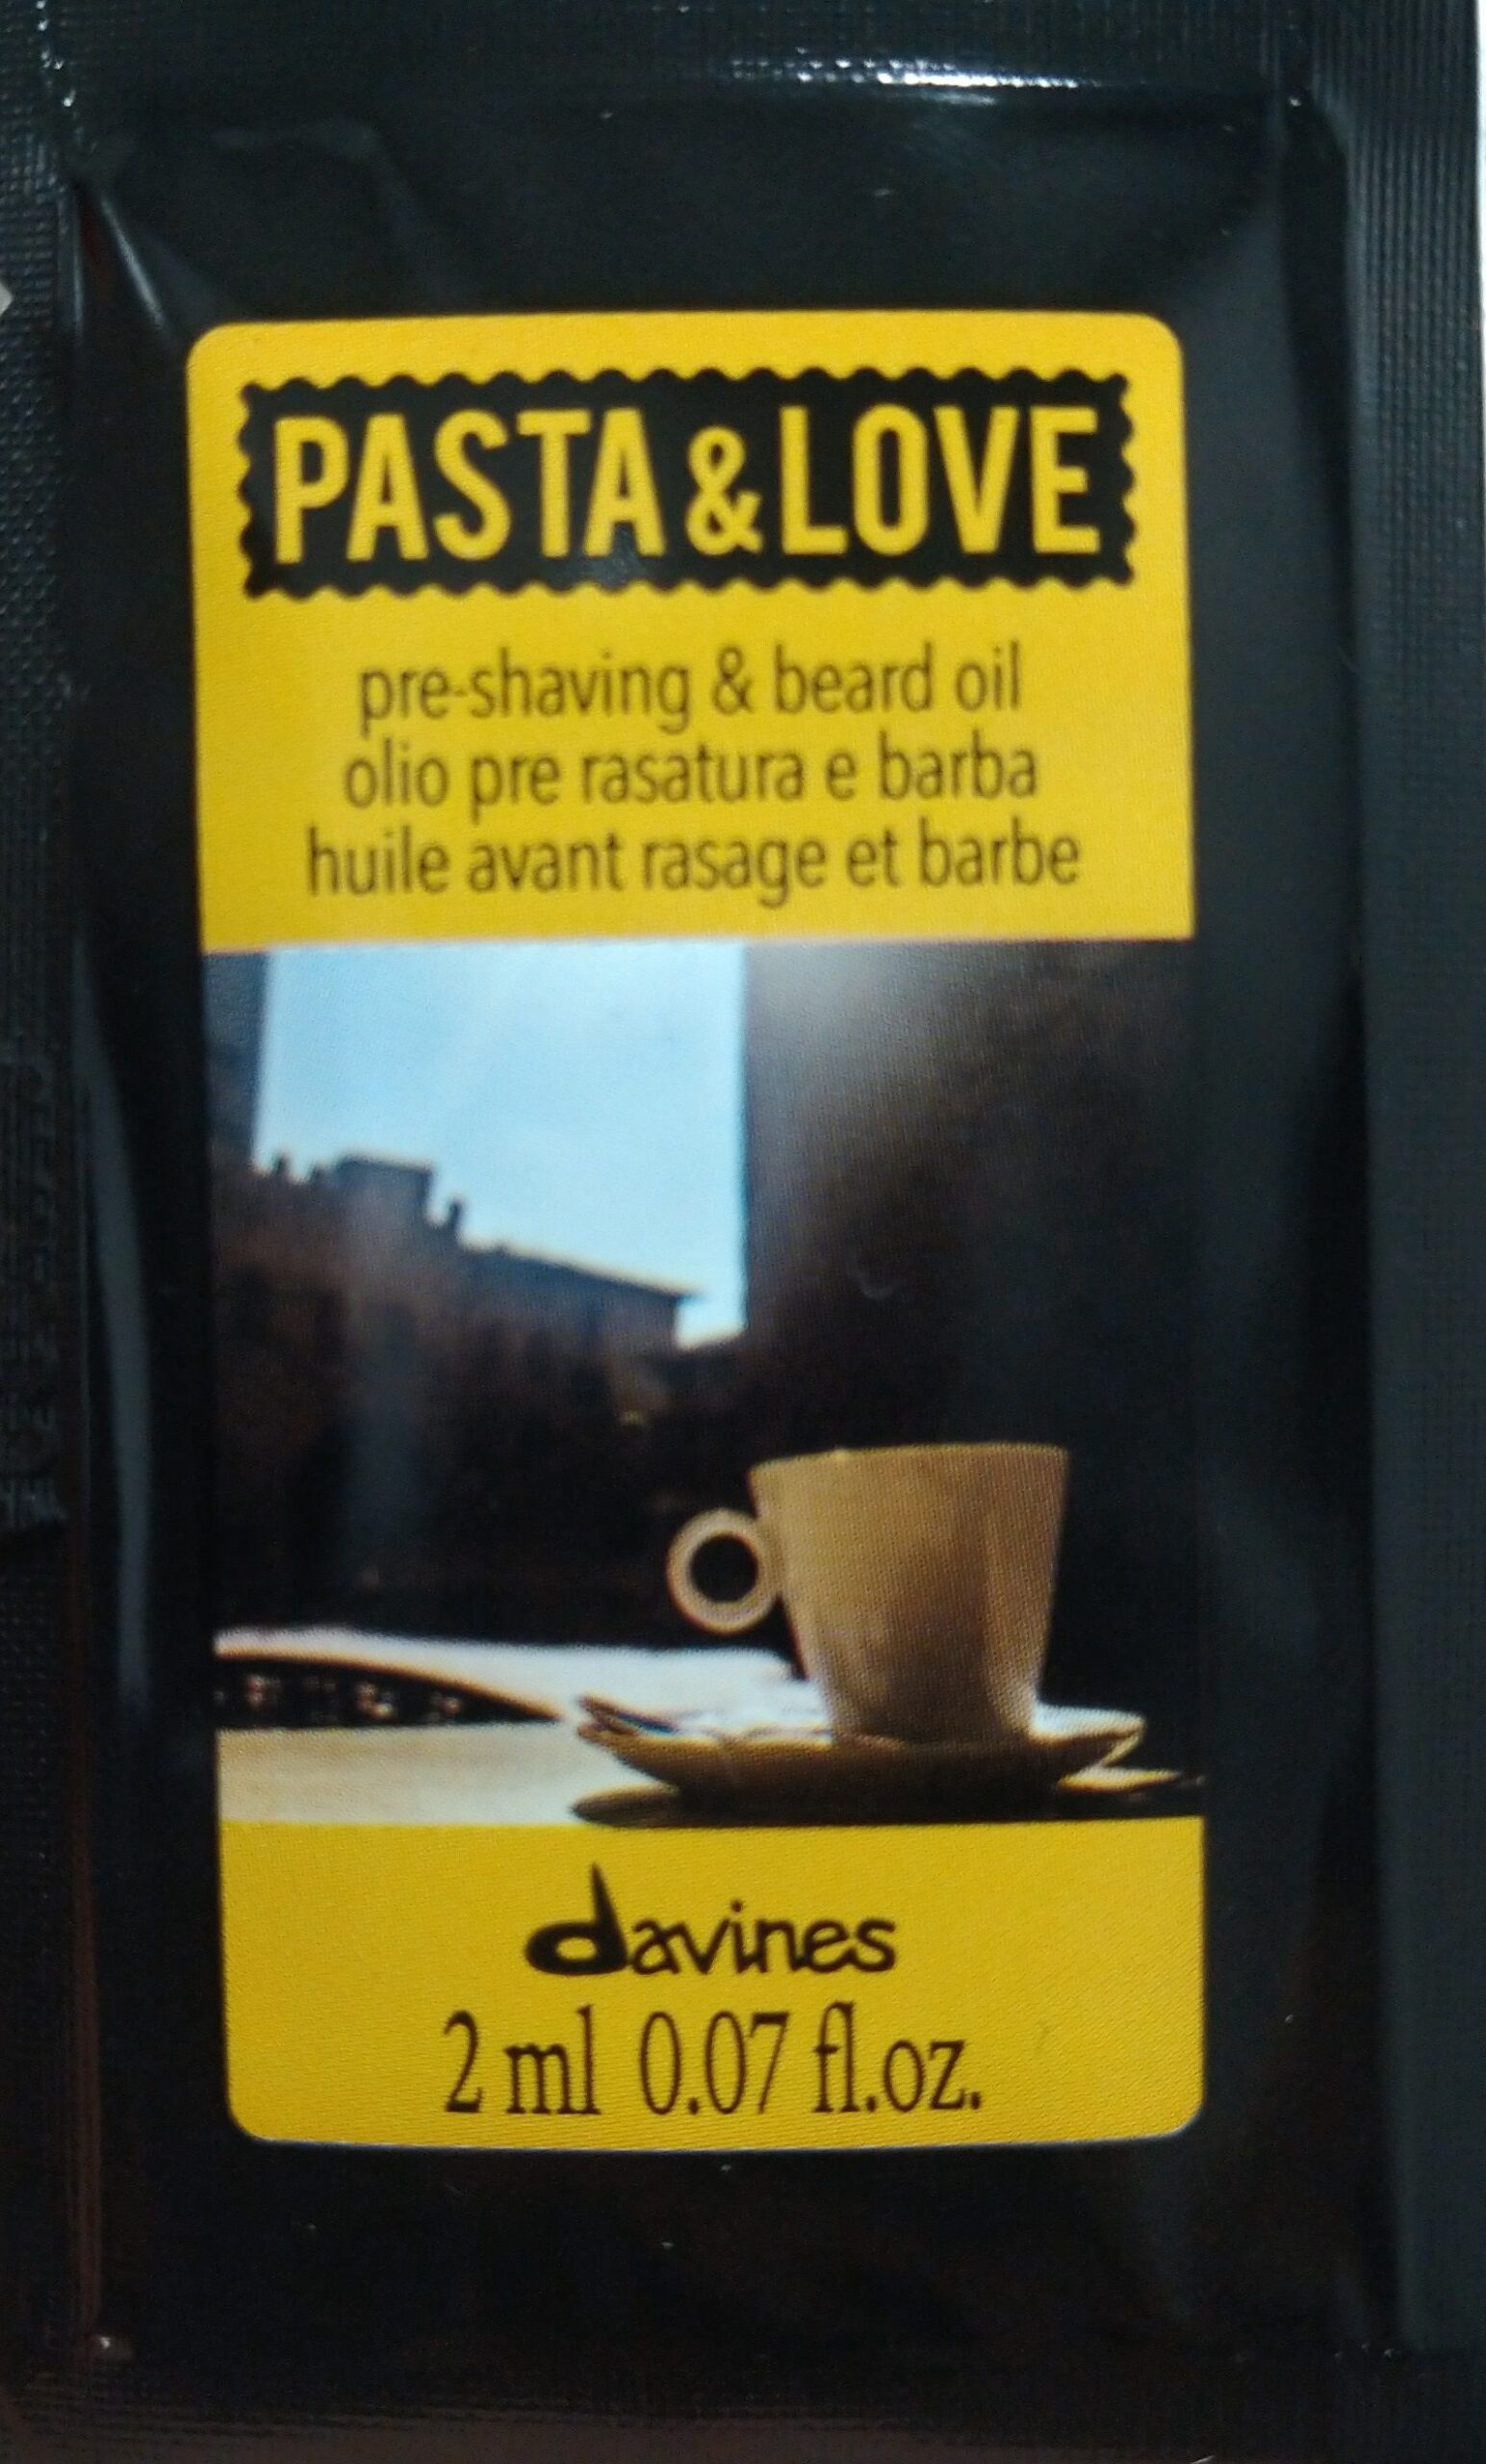 PASTA & LOVE
pre-shaving & beard oil
olio pre rasatura e barba
huile avant rasage et barbe
davines
2 ml 0.07 fl.oz.